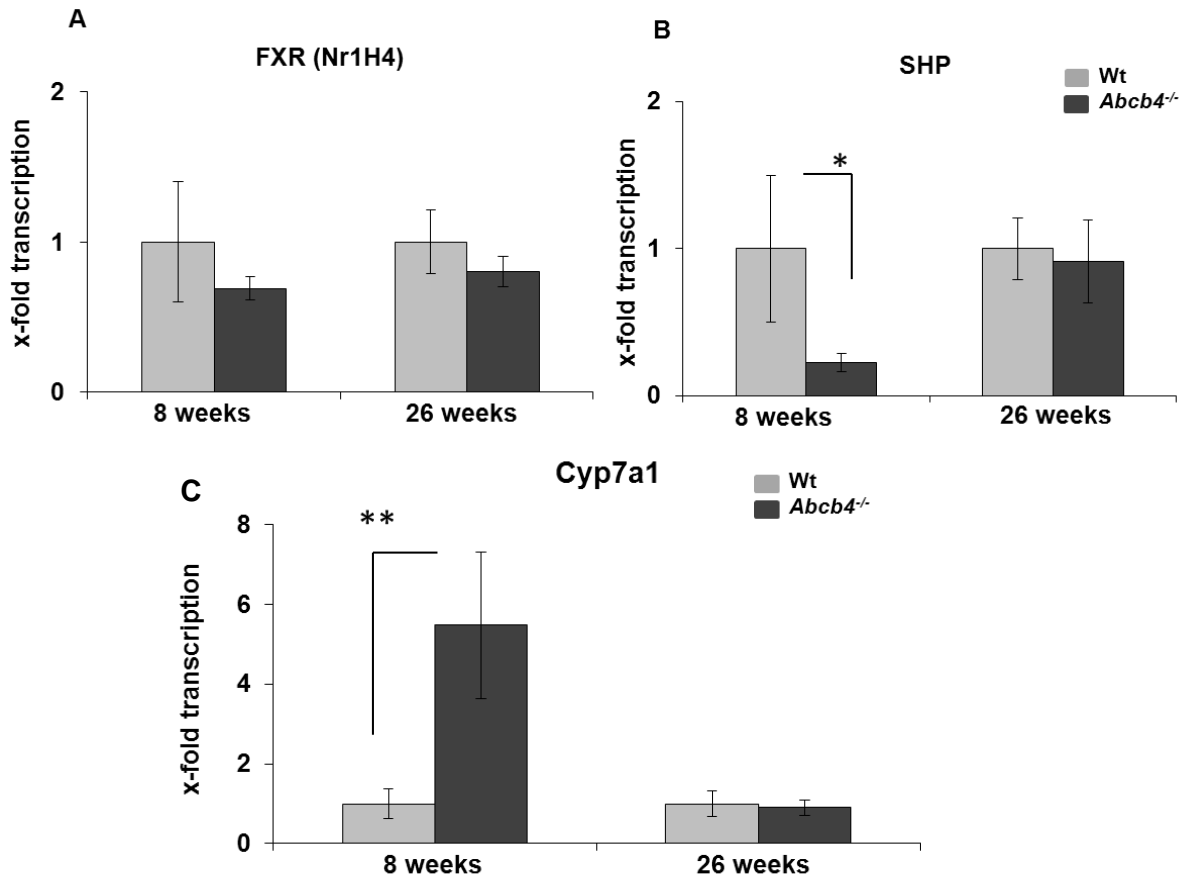 A
FXR (Nr1H4)
x-fold transcription
2
1
0
8 weeks
26 weeks
B
SHP
Wt
Abcb4-/-
x-fold transcription
2
1
0
*
8 weeks
26 weeks
C
Cyp7a1
Wt
Abcb4-/-
x-fold transcription
8
6
4
2
0
**
8 weeks
26 weeks